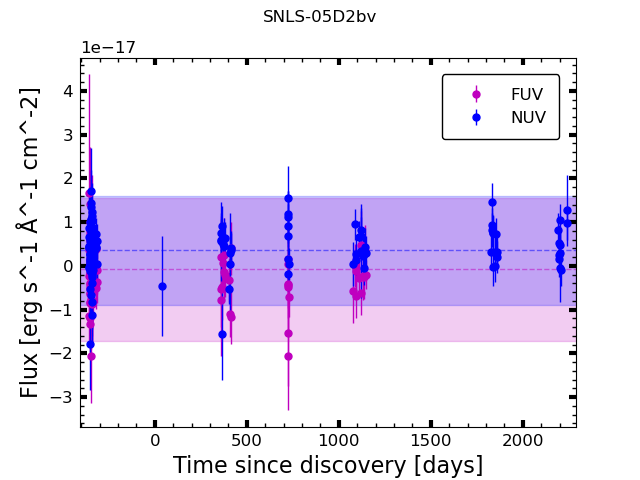 SNLS-05D2bv
1e−17
Flux [erg s^-1 Å^-1 cm^-2]
4
3
2
1
0
−1
−2
−3
FUV
NUV
0 500 1000 1500 2000
Time since discovery [days]